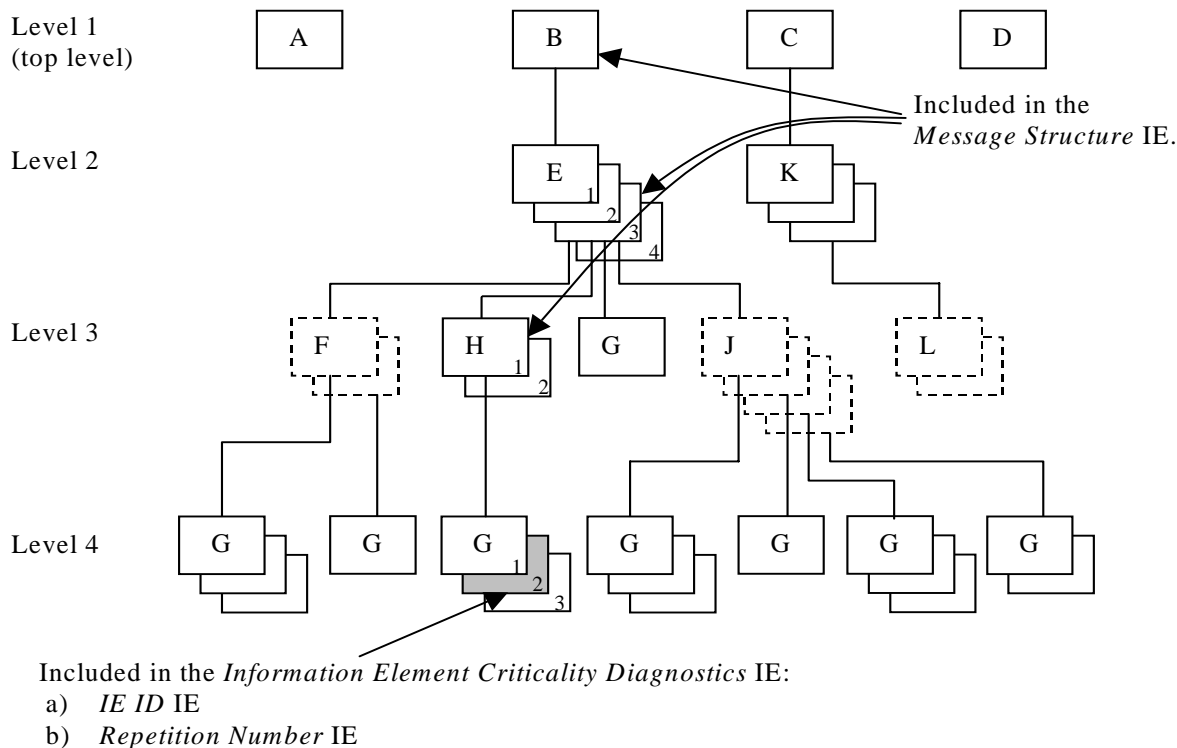 Level 1
(top level)
A
B
C
D
Included in the
Message Structure IE.
Level 2
E
1
2
3
4
K
Level 3
F
H
1
2
G
J
L
Level 4
G
G
G
1
2
3
G
G
G
G
Included in the Information Element Criticality Diagnostics IE:
a) IE ID IE
b) Repetition Number IE